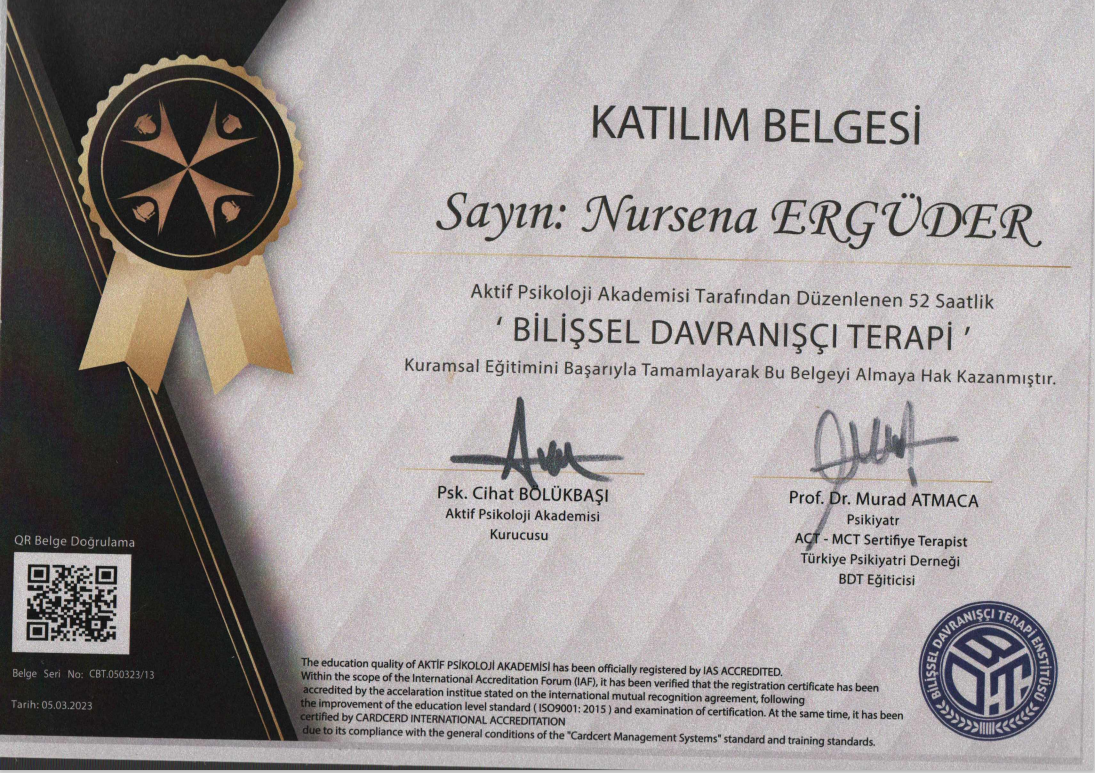 KATILIM BELGESİ
Sayın: Nursena ERGÜDER
Aktif Psikoloji Akademisi Tarafından Düzenlenen 52 Saatlik
‘ BİLİŞSEL DAVRANIŞÇI TERAPİ ’
Kuramsal Eğitimini Başarıyla Tamamlayarak Bu Belgeyi Almaya Hak Kazanmıştır.
Psk. Cihat BÖLÜKBAŞI
Aktif Psikoloji Akademisi
Kurucusu
Prof. Dr. Murad ATMACA
Psikiyatr
ACT - MCT Sertifiye Terapist
Türkiye Psikiyatri Derneği
BDT Eğiticisi
QR Belge Doğrulama
Belge Seri No: CBT.050323/13
Tarih: 05.03.2023
The education quality of AKTİF PSİKOLOJİ AKADEMİSİ has been officially registered by IAS ACCREDITED.
Within the scope of the International Accreditation Forum (IAF), it has been verified that the registration certificate has been
accredited by the accelaration institue stated on the international mutual recognition agreement, following
the improvement of the education level standard ( ISO9001: 2015 ) and examination of certification. At the same time, it has been
certified by CARDCERD INTERNATIONAL ACCREDITATION
due to its compliance with the general conditions of the "Cardcert Management Systems" standard and training standards.
BİLİŞSEL DAVRANIŞÇI TERAPİ ENSTİTÜSÜ
BDT